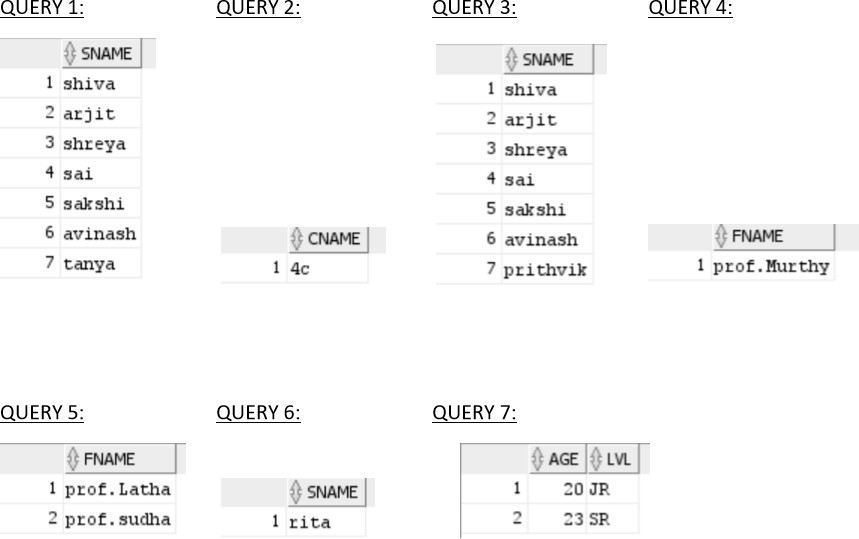 QUERY 1:
SNAME
1 shiva
2 arjit
3 shreya
4 sai
5 sakshi
6 avinash
7 tanya
QUERY 2:
CNAME
1 4c
QUERY 3:
SNAME
1 shiva
2 arjit
3 shreya
4 sai
5 sakshi
6 avinash
7 prithvik
QUERY 4:
FNAME
1 prof.Murthy
QUERY 5:
FNAME
1 prof.Latha
2 prof.sudha
QUERY 6:
SNAME
1 rita
QUERY 7:
AGE LVL
1 20 JR
2 23 SR